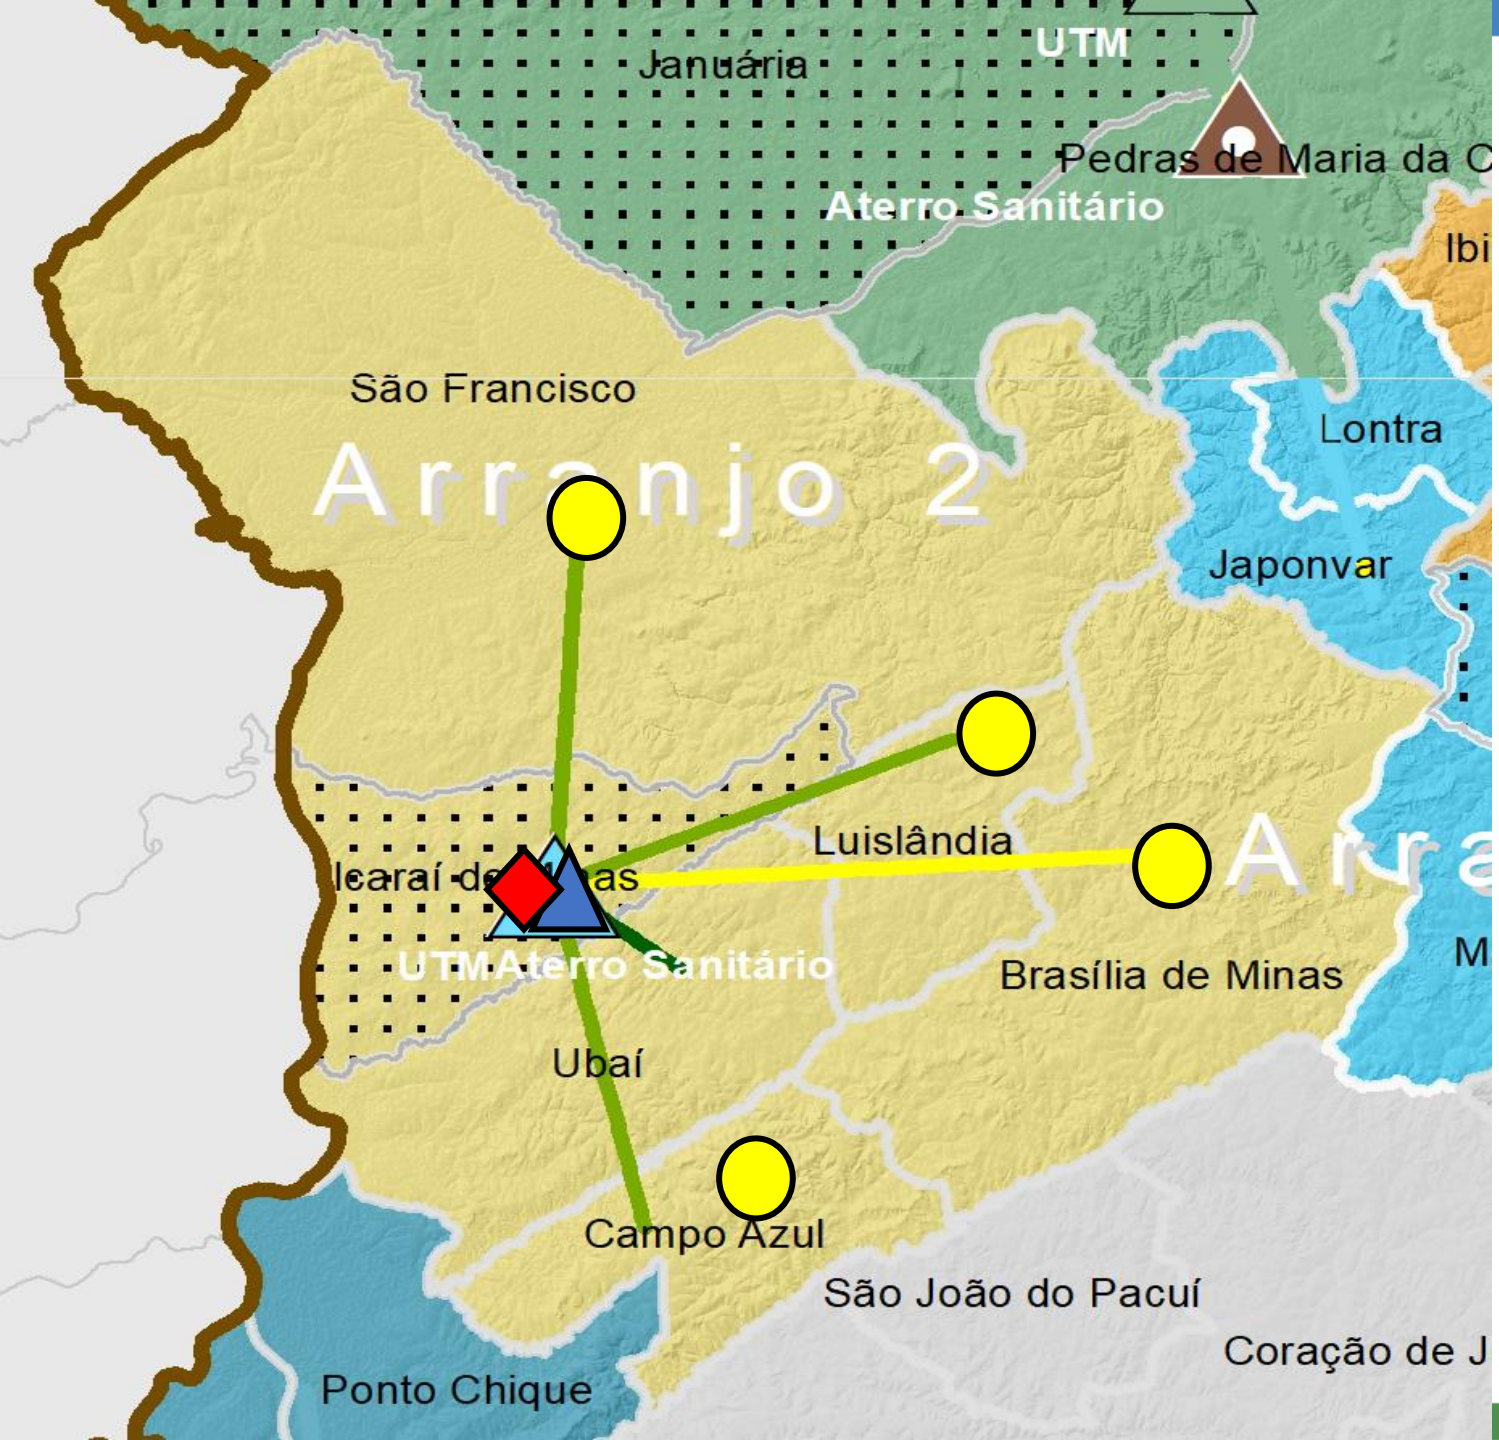 UTM
Januária
Pedras de Maria da C
Aterro Sanitário
Ibi
São Francisco
Lontra
Arranjo 2
Japonvar
Luislândia
Arra
Icaraí de Minas
M
UTM Aterro Sanitário
Brasília de Minas
Ubaí
Campo Azul
São João do Pacuí
Coração de J
Ponto Chique